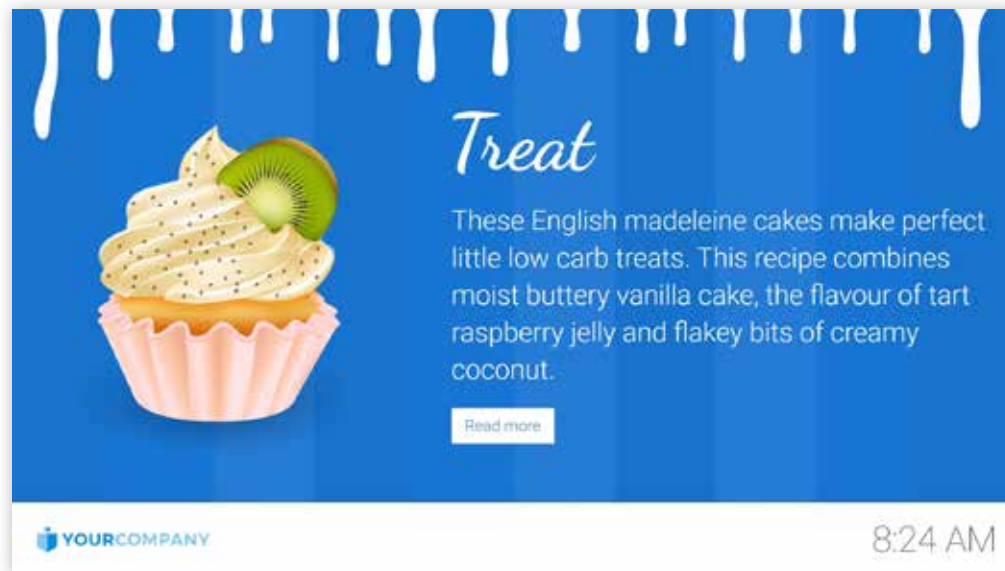 Treat
These English madeleine cakes make perfect
little low carb treats. This recipe combines
moist buttery vanilla cake, the flavour of tart
raspberry jelly and flakey bits of creamy
coconut.
Read more
YOURCOMPANY
8:24 AM